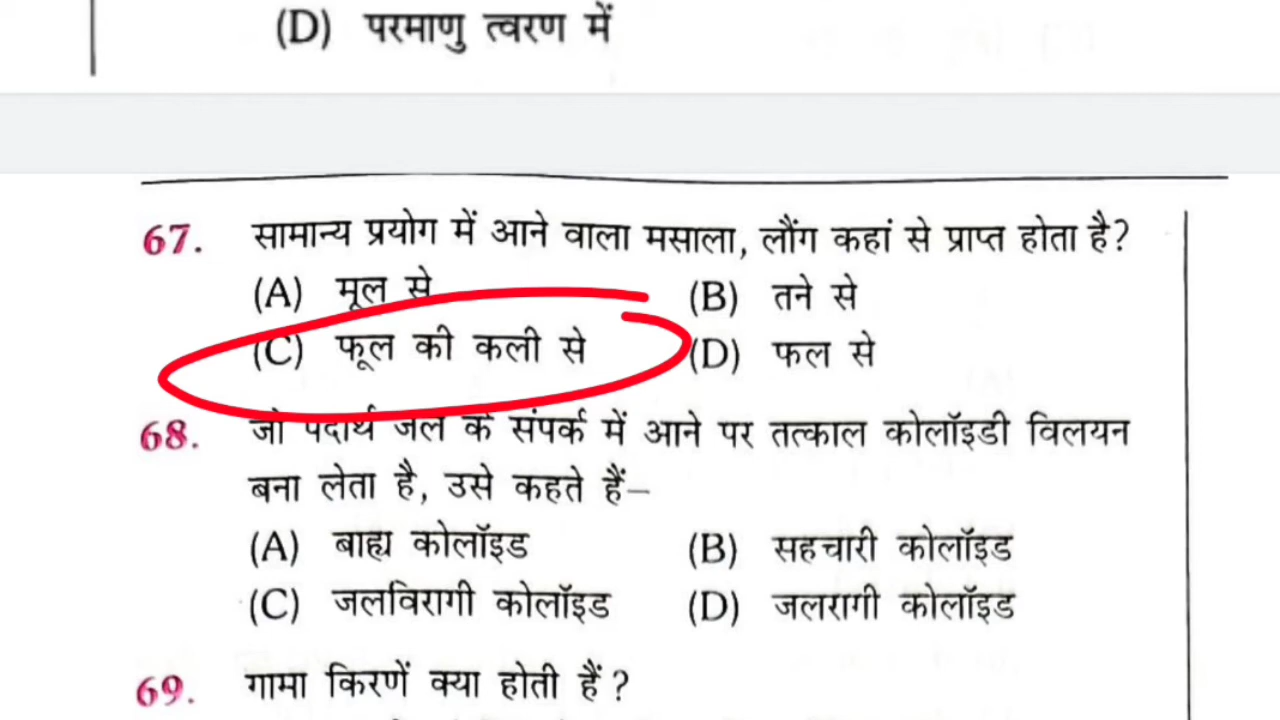 (D) परमाणु त्वरण में
67. सामान्य प्रयोग में आने वाला मसाला, लौंग कहां से प्राप्त होता है?
(A) मूल से (B) तने से
(C) फूल की कली से (D) फल से
68. जो पदार्थ जल के संपर्क में आने पर तत्काल कोलॉइडी विलयन
बना लेता है, उसे कहते हैं–
(A) बाह्य कोलॉइड (B) सहचारी कोलॉइड
(C) जलविरागी कोलॉइड (D) जलरागी कोलॉइड
69. गामा किरणें क्या होती हैं ?